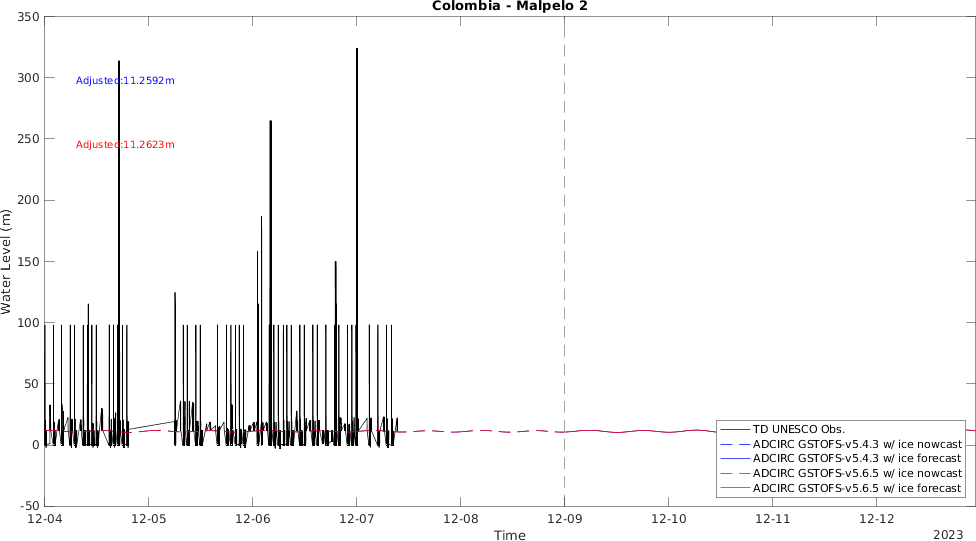 Colombia - Malpelo 2
350
300
250
200
150
100
50
0
-50
Water Level (m)
Adjusted:11.2592m
Adjusted:11.2623m
TD UNESCO Obs.
ADCIRC GSTOFS-v5.4.3 w/ ice nowcast
ADCIRC GSTOFS-v5.4.3 w/ ice forecast
ADCIRC GSTOFS-v5.6.5 w/ ice nowcast
ADCIRC GSTOFS-v5.6.5 w/ ice forecast
12-04 12-05 12-06 12-07 12-08 12-09 12-10 12-11 12-12
Time
2023